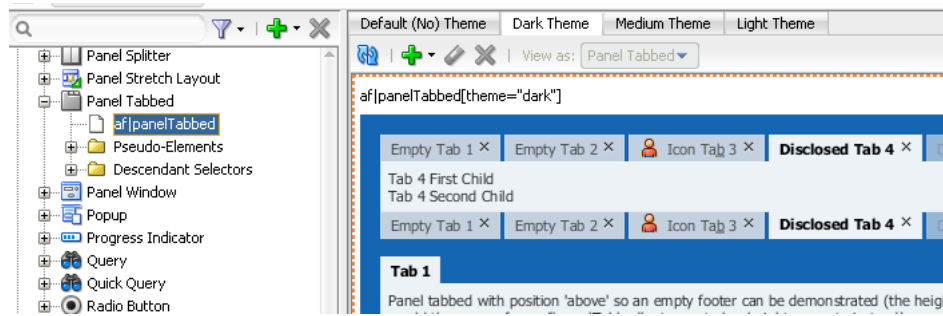 Panel Splitter
Panel Stretch Layout
Panel Tabbed
af|panelTabbed
Pseudo-Elements
Descendant Selectors
Panel Window
Popup
Progress Indicator
Query
Quick Query
Radio Button
Default (No) Theme Dark Theme Medium Theme Light Theme
View as: Panel Tabbed
af|panelTabbed[theme="dark"]
Empty Tab 1 Empty Tab 2 Icon Tab 3 Disclosed Tab 4
Tab 4 First Child
Tab 4 Second Child
Empty Tab 1 Empty Tab 2 Icon Tab 3 Disclosed Tab 4
Tab 1
Panel tabbed with position 'above' so an empty footer can be demonstrated (the heig